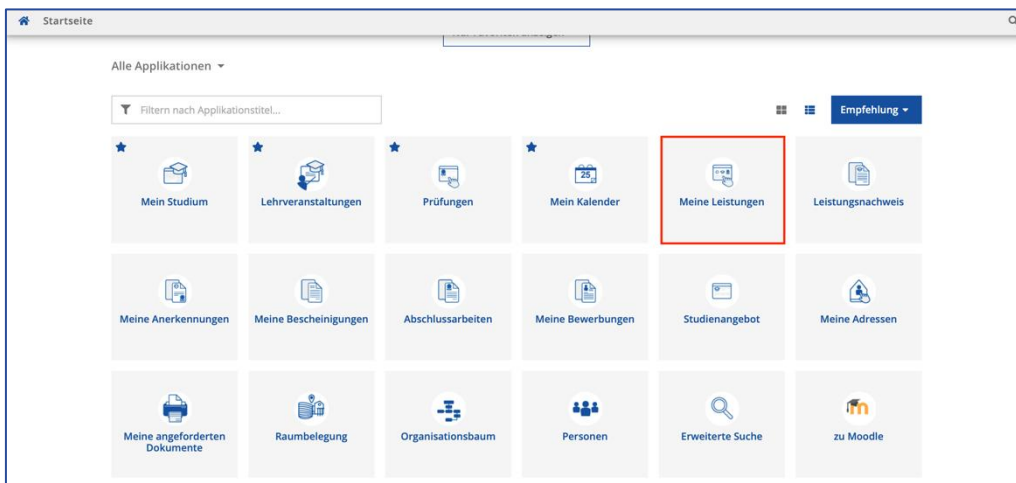 Startseite
Alle Applikationen
Filtern nach Applikationstitel...
Empfehlung
Mein Studium
Lehrveranstaltungen
Prüfungen
25
Mein Kalender
Meine Leistungen
Leistungsnachweis
Meine Anerkennungen
Meine Bescheinigungen
Abschlussarbeiten
Meine Bewerbungen
Studienangebot
Meine Adressen
Meine angeforderten
Dokumente
Raumbelegung
Organisationsbaum
Personen
Erweiterte Suche
zu Moodle